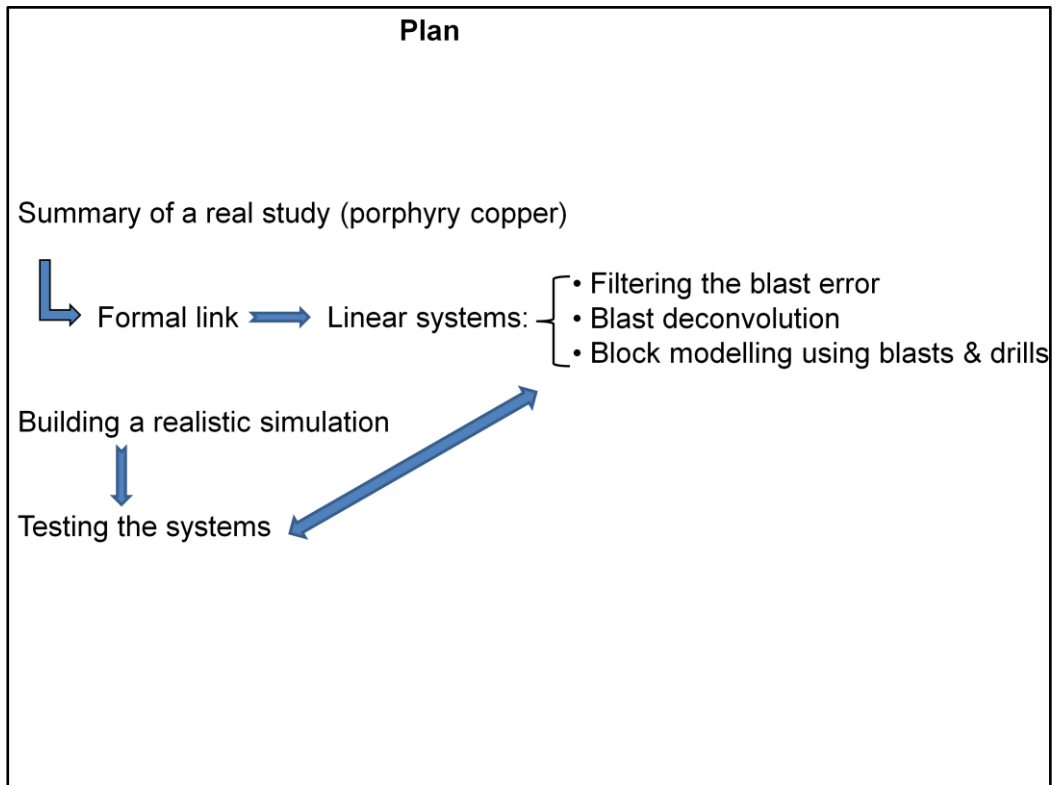 Plan
Summary of a real study (porphyry copper)
Formal link
Linear systems:
• Filtering the blast error
• Blast deconvolution
• Block modelling using blasts & drills
Building a realistic simulation
Testing the systems